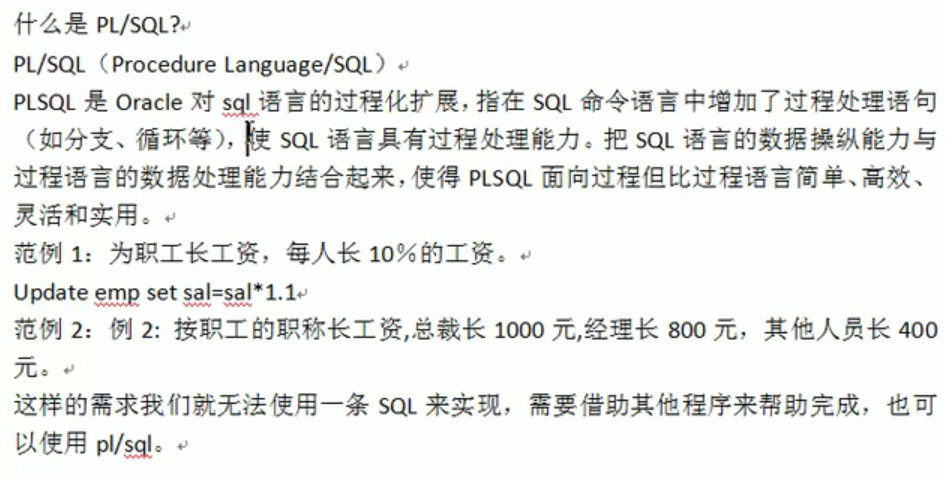 什么是 PL/SQL?
PL/SQL（Procedure Language/SQL）
PLSQL 是 Oracle 对 sql 语言的过程化扩展，指在 SQL 命令语言中增加了过程处理语句
（如分支、循环等），使 SQL 语言具有过程处理能力。把 SQL 语言的数据操纵能力与
过程语言的数据处理能力结合起来，使得 PLSQL 面向过程但比过程语言简单、高效、
灵活和实用。
范例 1：为职工长工资，每人长 10％的工资。
Update emp set sal=sal*1.1
范例 2：例 2: 按职工的职称长工资,总裁长 1000 元,经理长 800 元，其他人员长 400
元。
这样的需求我们就无法使用一条 SQL 来实现，需要借助其他程序来帮助完成，也可
以使用 pl/sql。